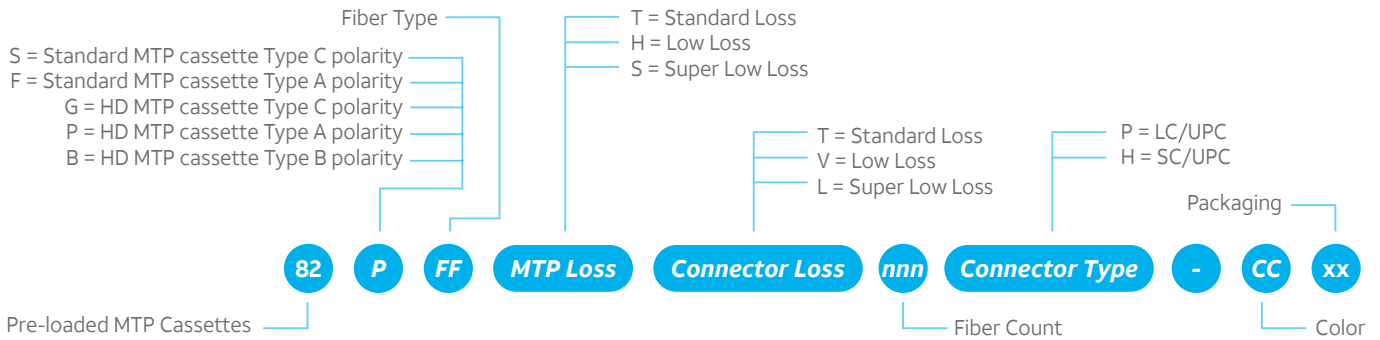 Fiber Type
S = Standard MTP cassette Type C polarity
F = Standard MTP cassette Type A polarity
G = HD MTP cassette Type C polarity
P = HD MTP cassette Type A polarity
B = HD MTP cassette Type B polarity
T = Standard Loss
H = Low Loss
S = Super Low Loss
T = Standard Loss
V = Low Loss
L = Super Low Loss
P = LC/UPC
H = SC/UPC
Packaging
82 P FF MTP Loss Connector Loss nnn Connector Type - CC xx
Pre-loaded MTP Cassettes
Fiber Count
Color